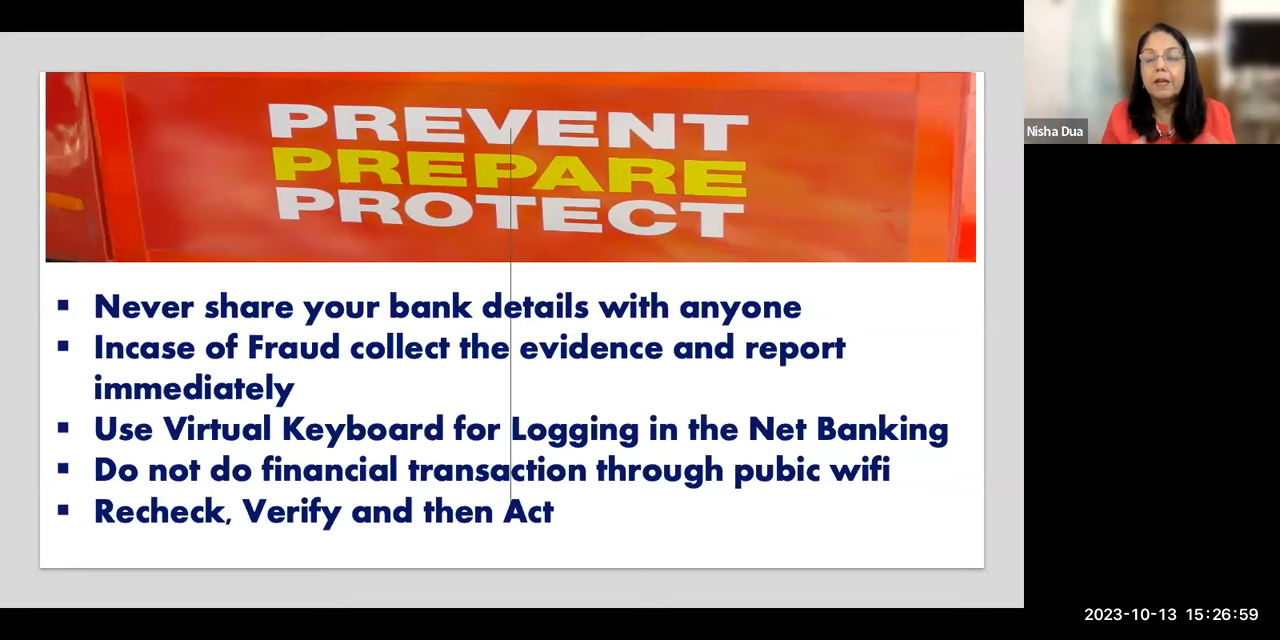 PREVENT
PREPARE
PROTECT
▪ Never share your bank details with anyone
▪ Incase of Fraud collect the evidence and report
immediately
▪ Use Virtual Keyboard for Logging in the Net Banking
▪ Do not do financial transaction through pubic wifi
▪ Recheck, Verify and then Act
Nisha Dua
2023-10-13 15:26:59